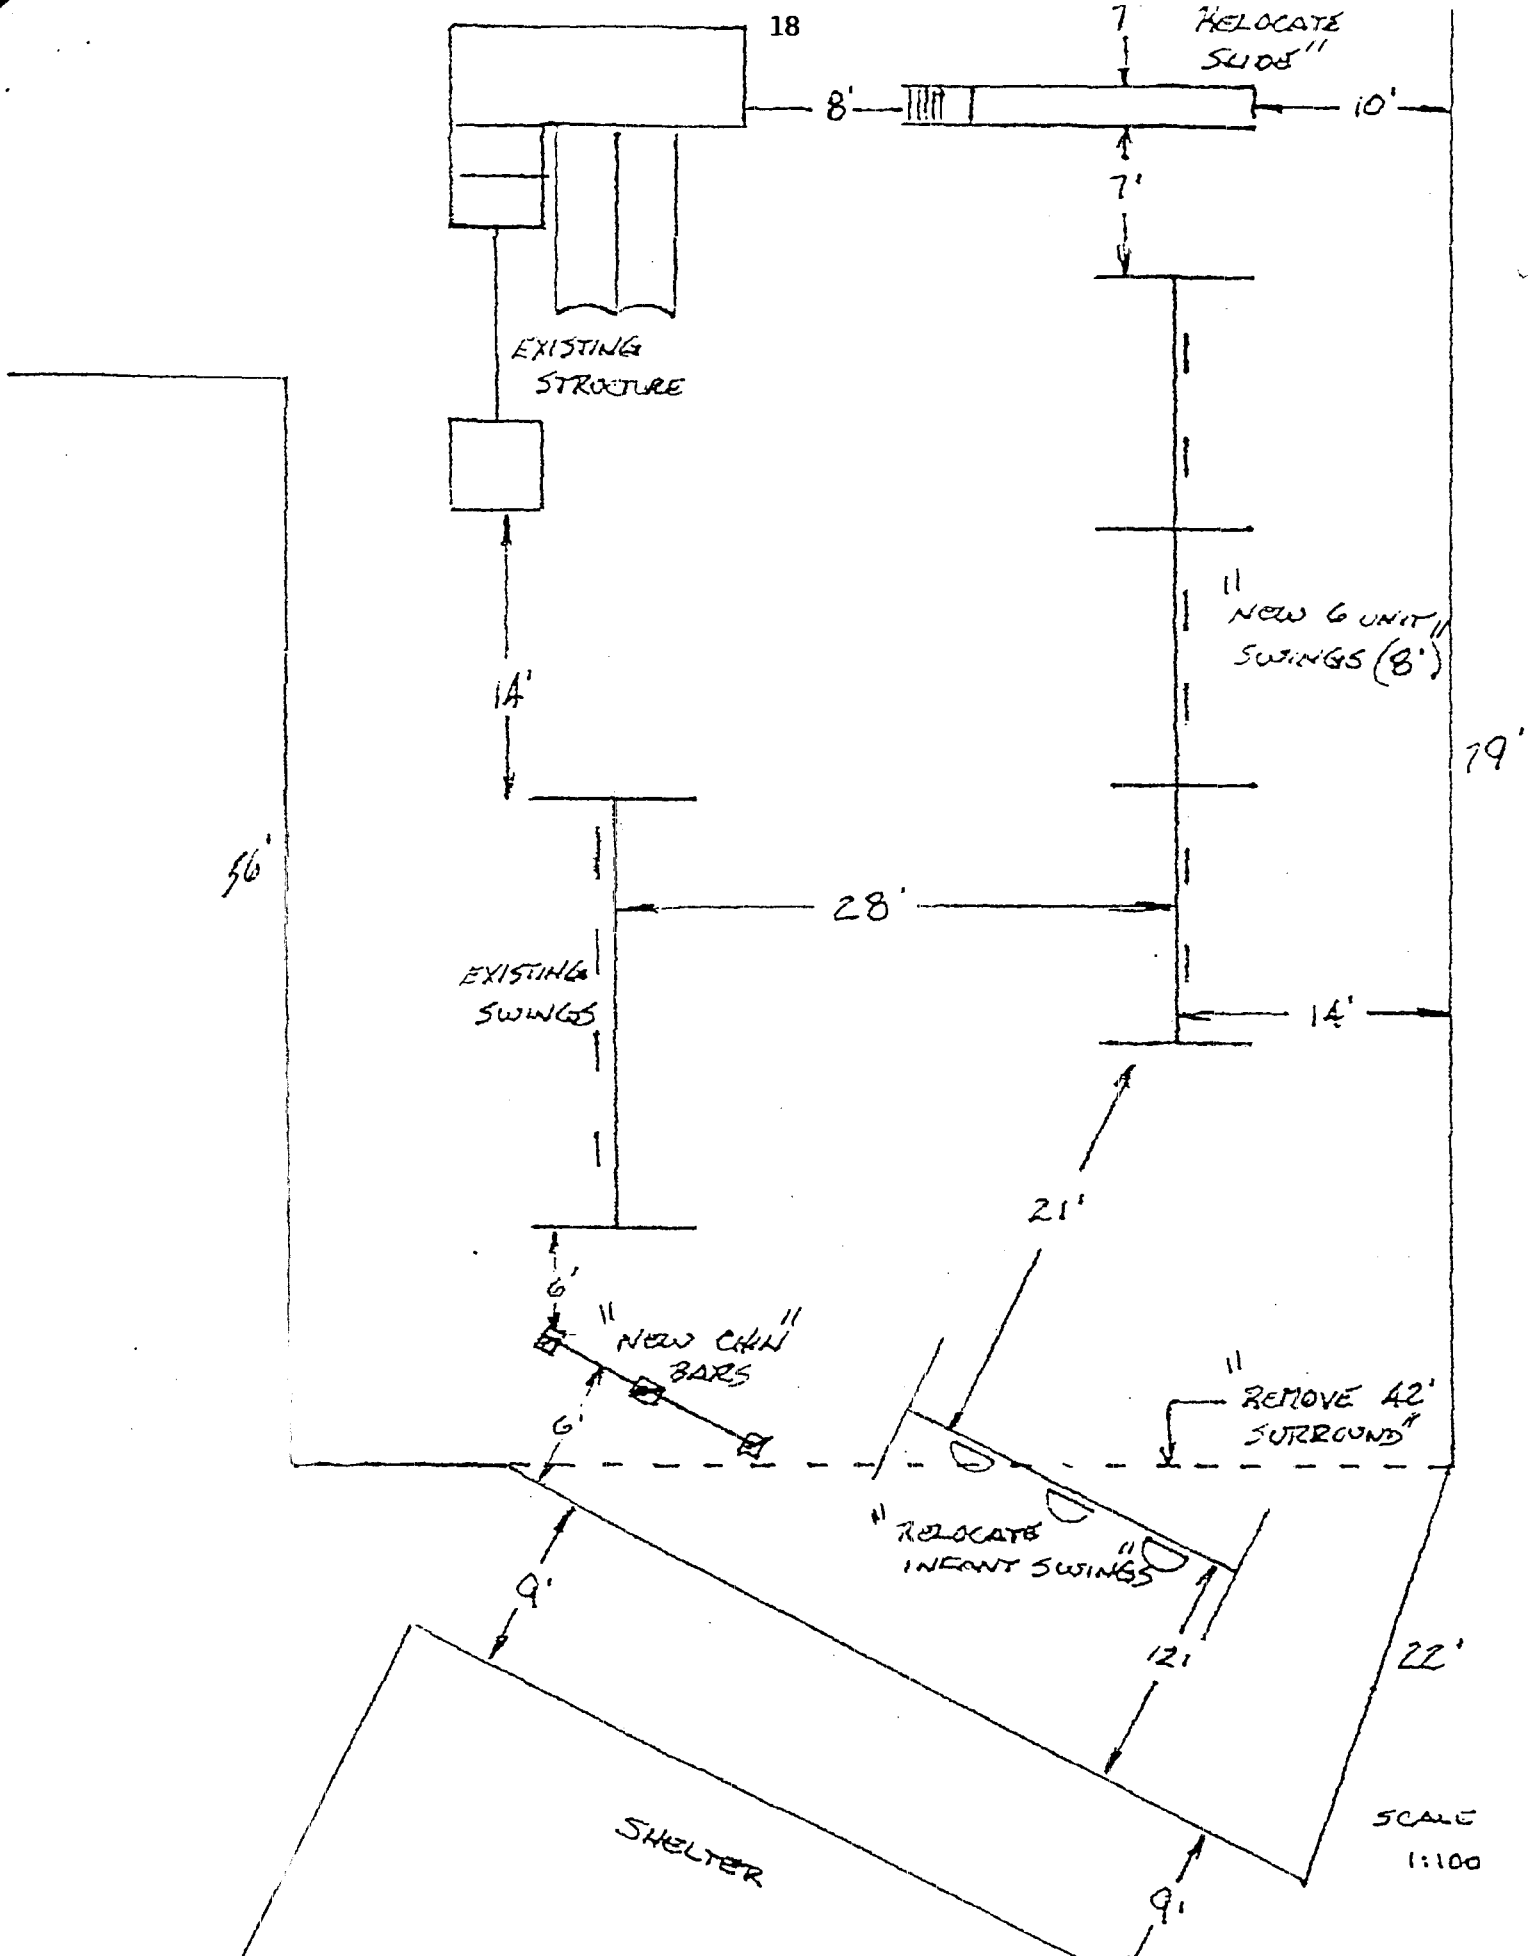 18
7
RELOCATE
SLIDE"
8'
10'
7'
EXISTING
STRUCTURE
"
NEW 6 UNIT"
SWINGS (8')
14'
79'
56'
28'
EXISTING
SWINGS
14'
21'
6'
"NEW CHIN"
BARS
6'
"REMOVE 42'
SURROUND"
"RELOCATE
INFANT SWINGS"
9'
12'
22'
SHELTER
SCALE
1:100
9'